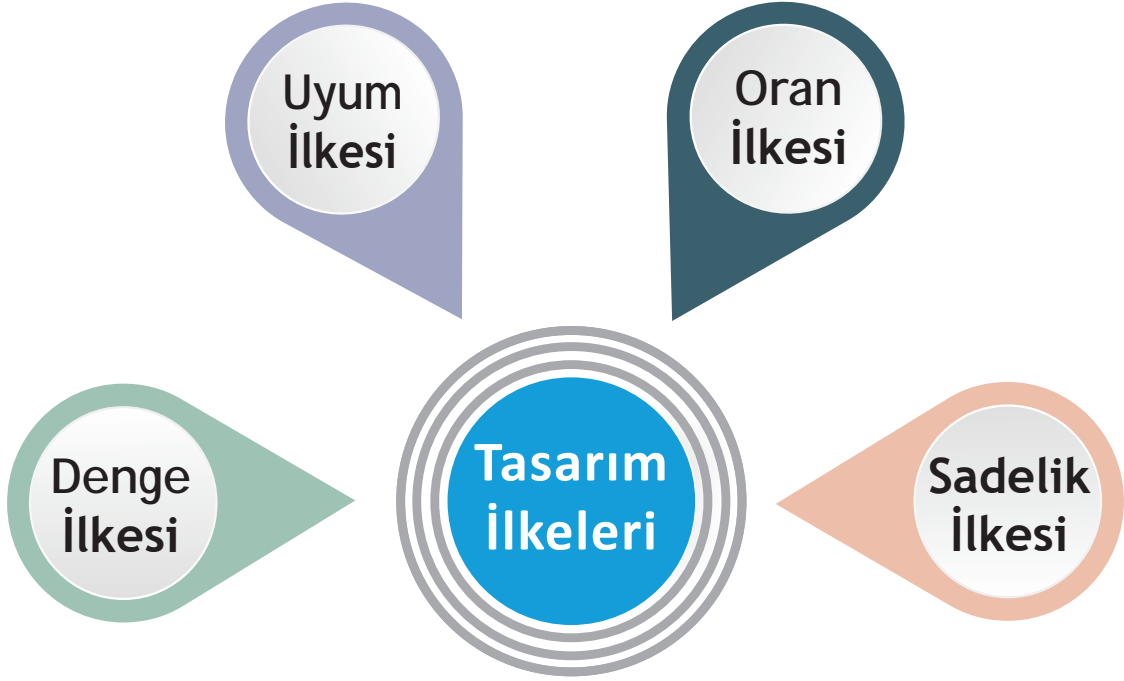 Uyum
İlkesi
Oran
İlkesi
Denge
İlkesi
Tasarım
İlkeleri
Sadelik
İlkesi